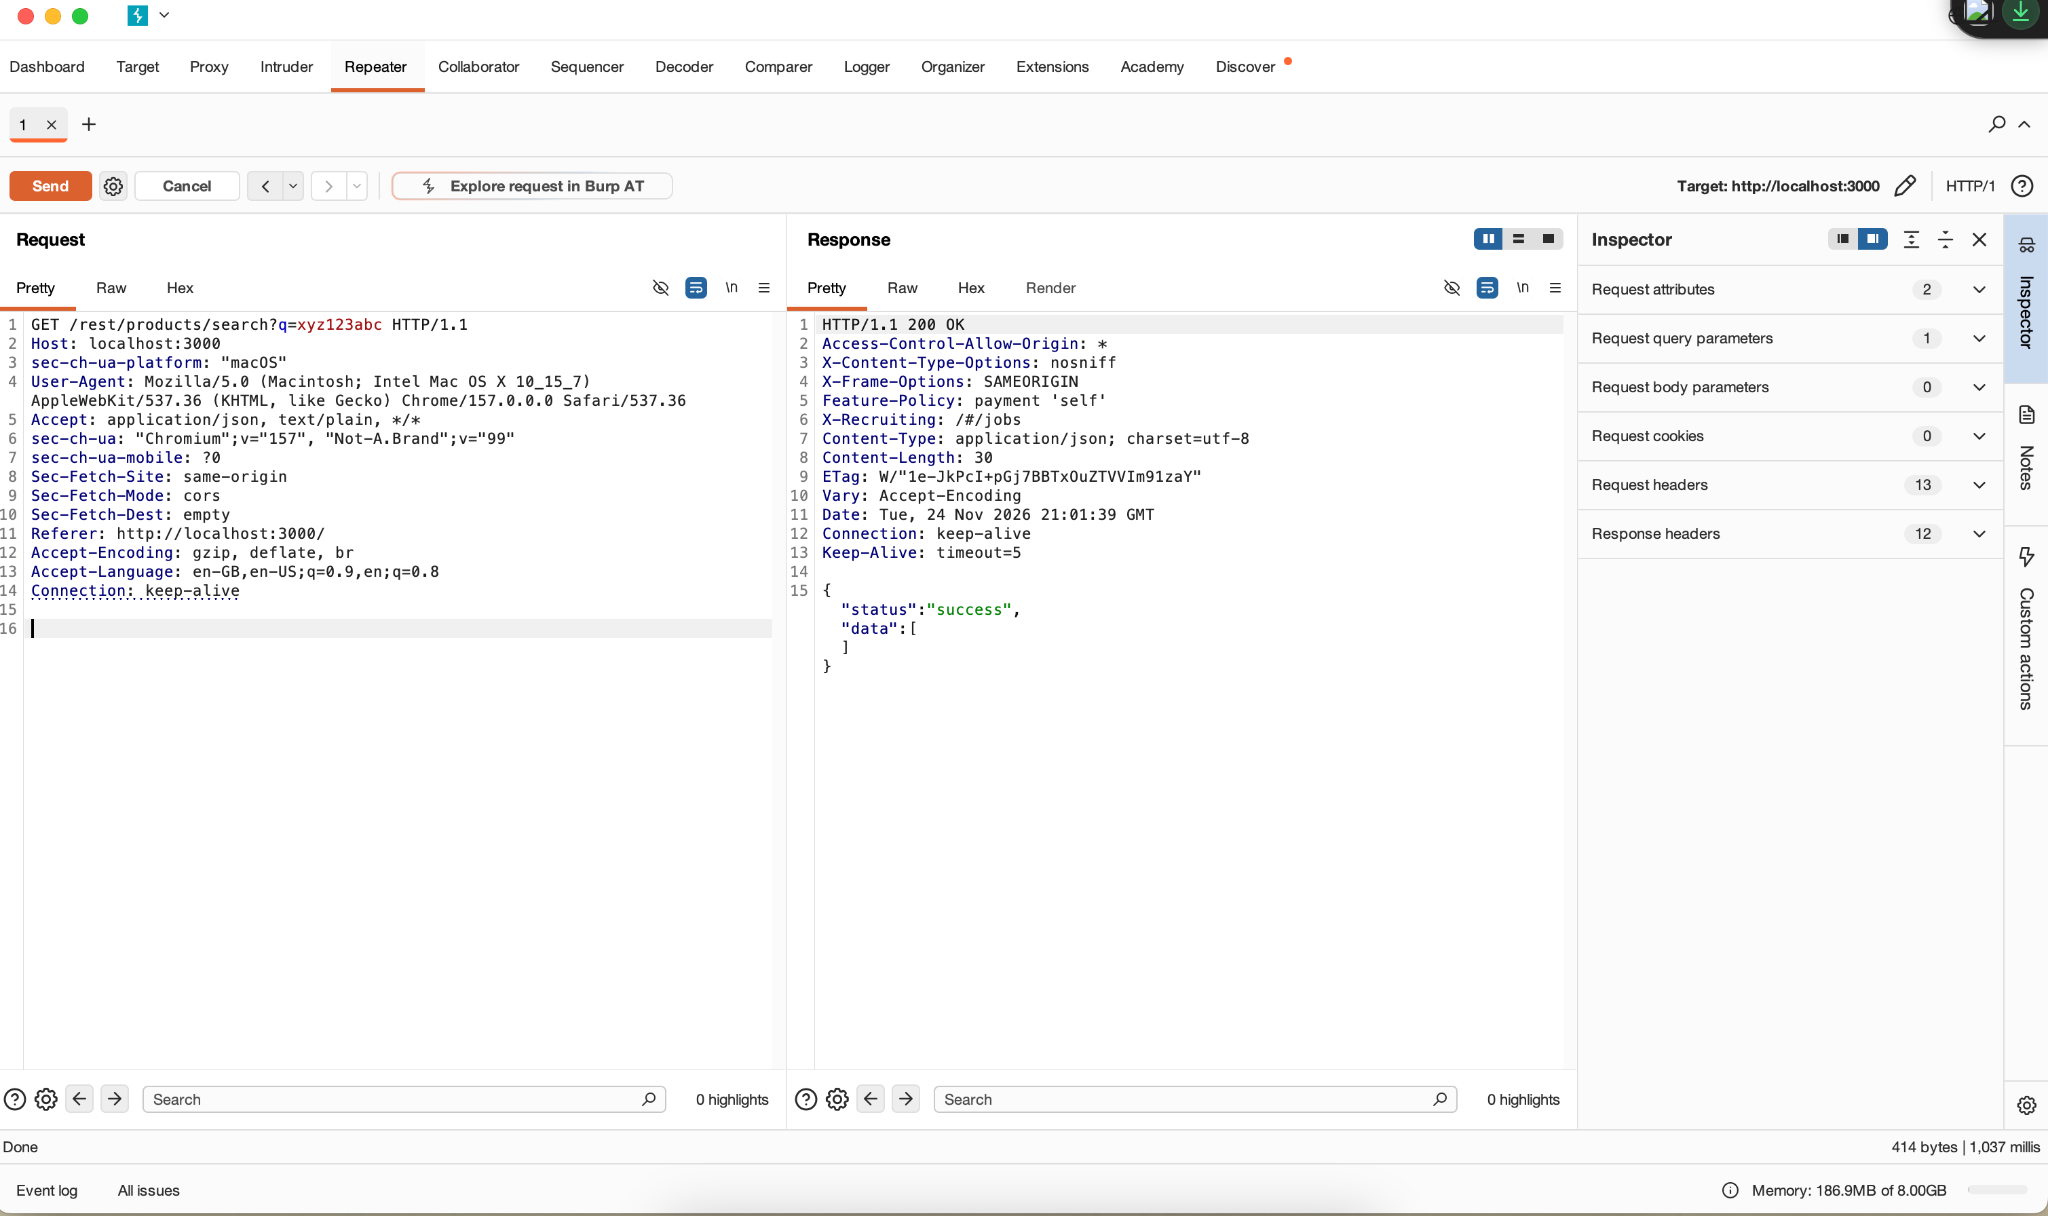 Dashboard Target Proxy Intruder Repeater Collaborator Sequencer Decoder Comparer Logger Organizer Extensions Academy Discover
1
Send Cancel Explore request in Burp AT Target: http://localhost:3000 HTTP/1
Request
Pretty Raw Hex \n
1 GET /rest/products/search?q=xyz123abc HTTP/1.1
2 Host: localhost:3000
3 sec-ch-ua-platform: "macOS"
4 User-Agent: Mozilla/5.0 (Macintosh; Intel Mac OS X 10_15_7)
AppleWebKit/537.36 (KHTML, like Gecko) Chrome/157.0.0.0 Safari/537.36
5 Accept: application/json, text/plain, */*
6 sec-ch-ua: "Chromium";v="157", "Not-A.Brand";v="99"
7 sec-ch-ua-mobile: ?0
8 Sec-Fetch-Site: same-origin
9 Sec-Fetch-Mode: cors
10 Sec-Fetch-Dest: empty
11 Referer: http://localhost:3000/
12 Accept-Encoding: gzip, deflate, br
13 Accept-Language: en-GB,en-US;q=0.9,en;q=0.8
14 Connection: keep-alive
15
16
Search 0 highlights
Response
Pretty Raw Hex Render \n
1 HTTP/1.1 200 OK
2 Access-Control-Allow-Origin: *
3 X-Content-Type-Options: nosniff
4 X-Frame-Options: SAMEORIGIN
5 Feature-Policy: payment 'self'
6 X-Recruiting: /#/jobs
7 Content-Type: application/json; charset=utf-8
8 Content-Length: 30
9 ETag: W/"1e-JkPcI+pGj7BBTxOuZTVVIm91zaY"
10 Vary: Accept-Encoding
11 Date: Tue, 24 Nov 2026 21:01:39 GMT
12 Connection: keep-alive
13 Keep-Alive: timeout=5
14
15 {
"status":"success",
"data":[
]
}
Search 0 highlights
Inspector
Request attributes 2
Request query parameters 1
Request body parameters 0
Request cookies 0
Request headers 13
Response headers 12
Inspector
Notes
Custom actions
Done 414 bytes | 1,037 millis
Event log All issues Memory: 186.9MB of 8.00GB